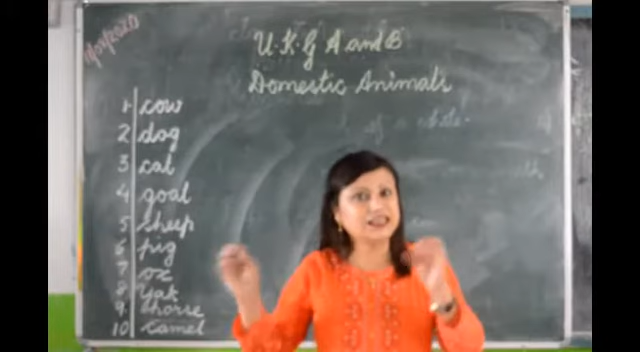 U.K.G A and B
Domestic Animals
1 cow
2 dog
3 cat
4 goat
5 sheep
6 pig
7 ox
8 yak
9 horse
10 camel